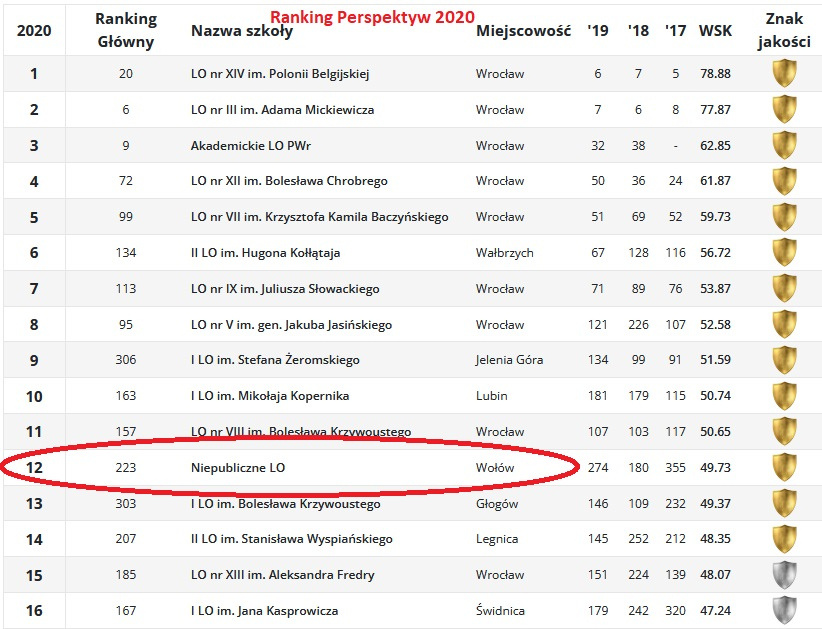 Ranking Perspektyw 2020
2020 Ranking Główny Nazwa szkoły Miejscowość '19 '18 '17 WSK Znak jakości
1 20 LO nr XIV im. Polonii Belgijskiej Wrocław 6 7 5 78.88
2 6 LO nr III im. Adama Mickiewicza Wrocław 7 6 8 77.87
3 9 Akademickie LO PWr Wrocław 32 38 - 62.85
4 72 LO nr XII im. Bolesława Chrobrego Wrocław 50 36 24 61.87
5 99 LO nr VII im. Krzysztofa Kamila Baczyńskiego Wrocław 51 69 52 59.73
6 134 II LO im. Hugona Kołłątaja Wałbrzych 67 128 116 56.72
7 113 LO nr IX im. Juliusza Słowackiego Wrocław 71 89 76 53.87
8 95 LO nr V im. gen. Jakuba Jasińskiego Wrocław 121 226 107 52.58
9 306 I LO im. Stefana Żeromskiego Jelenia Góra 134 99 91 51.59
10 163 I LO im. Mikołaja Kopernika Lubin 181 179 115 50.74
11 157 LO nr VIII im. Bolesława Krzywoustego Wrocław 107 103 117 50.65
12 223 Niepubliczne LO Wołów 274 180 355 49.73
13 303 I LO im. Bolesława Krzywoustego Głogów 146 109 232 49.37
14 207 II LO im. Stanisława Wyspiańskiego Legnica 145 252 212 48.35
15 185 LO nr XIII im. Aleksandra Fredry Wrocław 151 224 139 48.07
16 167 I LO im. Jana Kasprowicza Świdnica 179 242 320 47.24